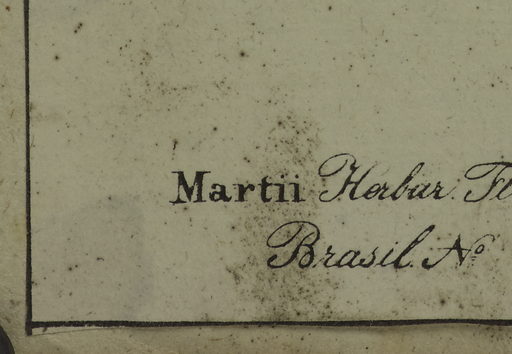 Martii Herbar. Fl
Brasil. No